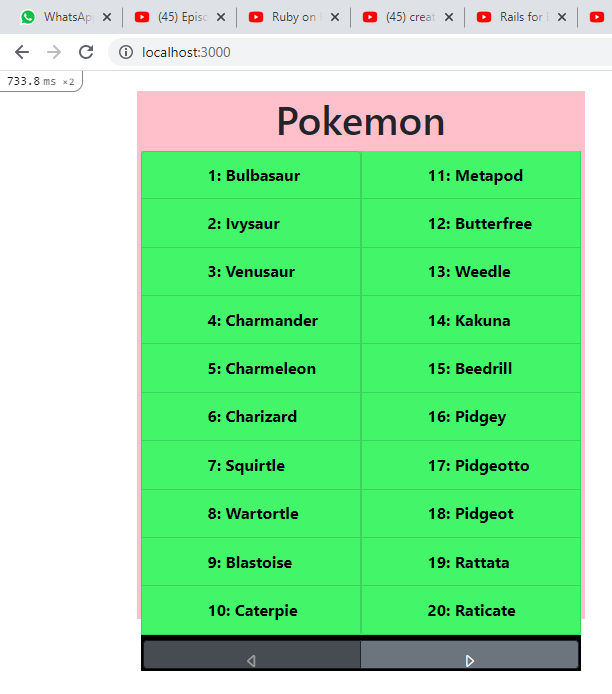 WhatsApp
(45) Episo
Ruby on
(45) creat
Rails for
localhost:3000
733.8 ms ×2
Pokemon
1: Bulbasaur
2: Ivysaur
3: Venusaur
4: Charmander
5: Charmeleon
6: Charizard
7: Squirtle
8: Wartortle
9: Blastoise
10: Caterpie
11: Metapod
12: Butterfree
13: Weedle
14: Kakuna
15: Beedrill
16: Pidgey
17: Pidgeotto
18: Pidgeot
19: Rattata
20: Raticate